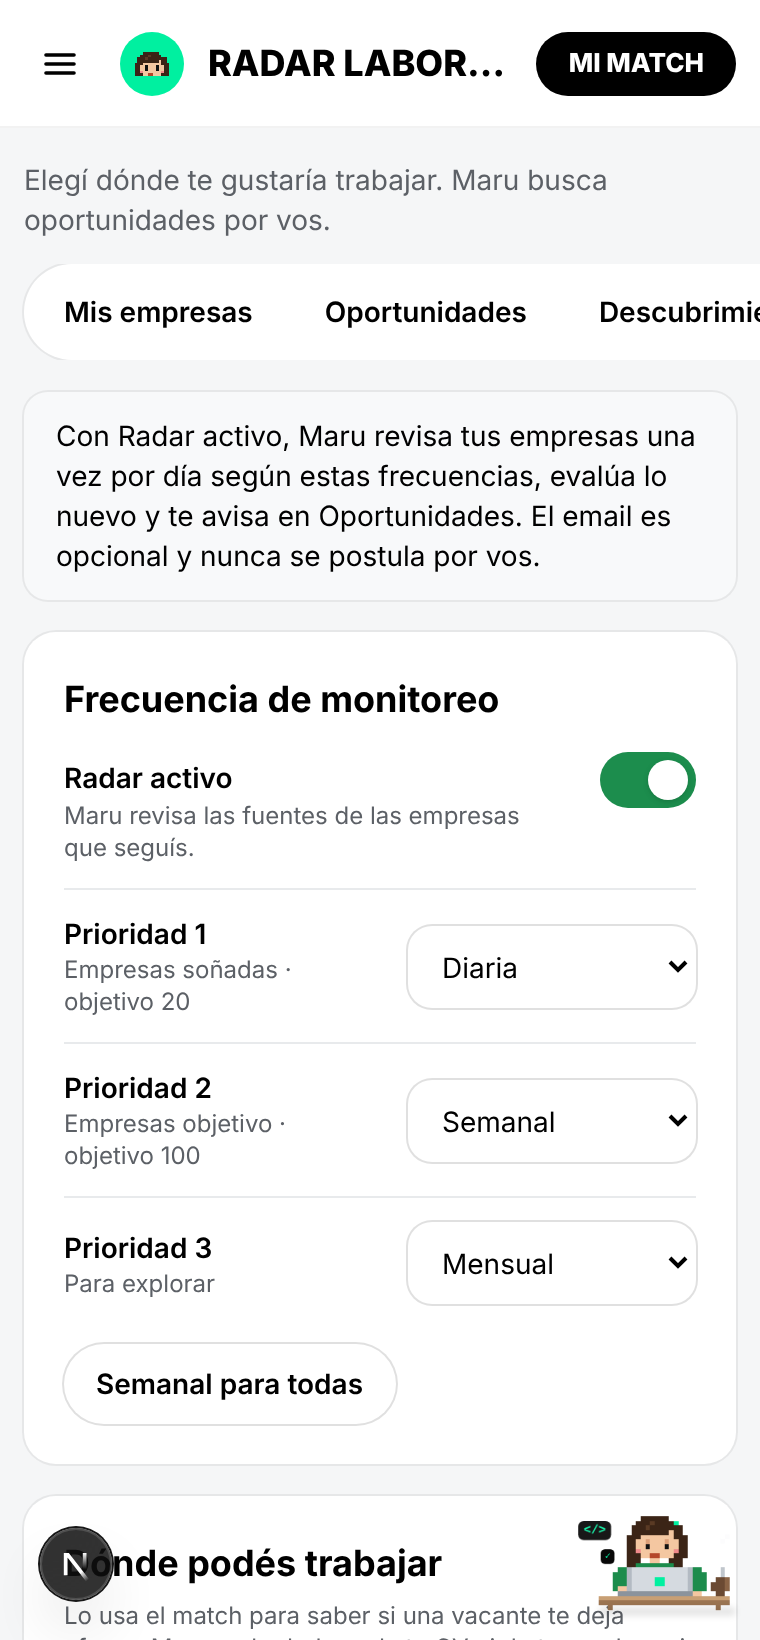 RADAR LABOR...
MI MATCH
Elegí dónde te gustaría trabajar. Maru busca
oportunidades por vos.
Mis empresas
Oportunidades
Con Radar activo, Maru revisa tus empresas una
vez por día según estas frecuencias, evalúa lo
nuevo y te avisa en Oportunidades. El email es
opcional y nunca se postula por vos.
Frecuencia de monitoreo
Radar activo
Maru revisa las fuentes de las empresas
que seguís.
Prioridad 1
Empresas soñadas ·
objetivo 20
Diaria
Prioridad 2
Empresas objetivo ·
objetivo 100
Semanal
Prioridad 3
Para explorar
Mensual
Semanal para todas
N
</>
Dónde podés trabajar
Lo usa el match para saber si una vacante te deja